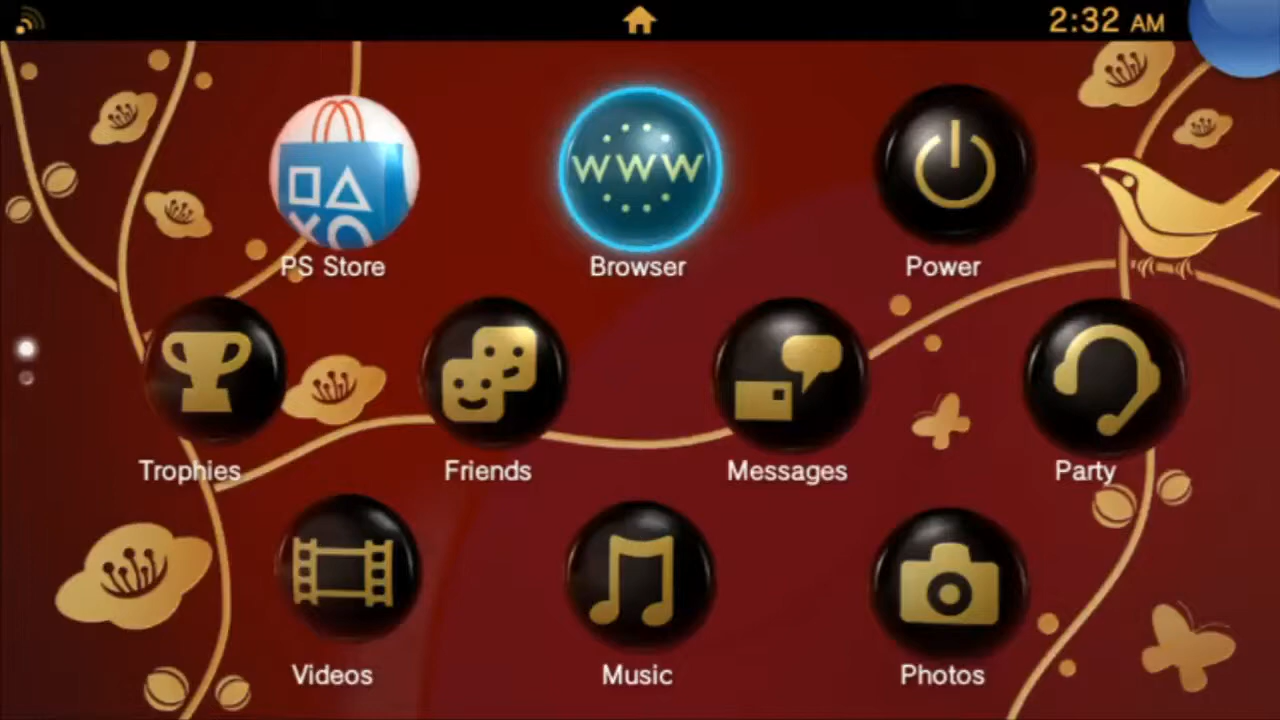 2:32 AM
www
PS Store
Browser
Power
Trophies
Friends
Messages
Party
Videos
Music
Photos